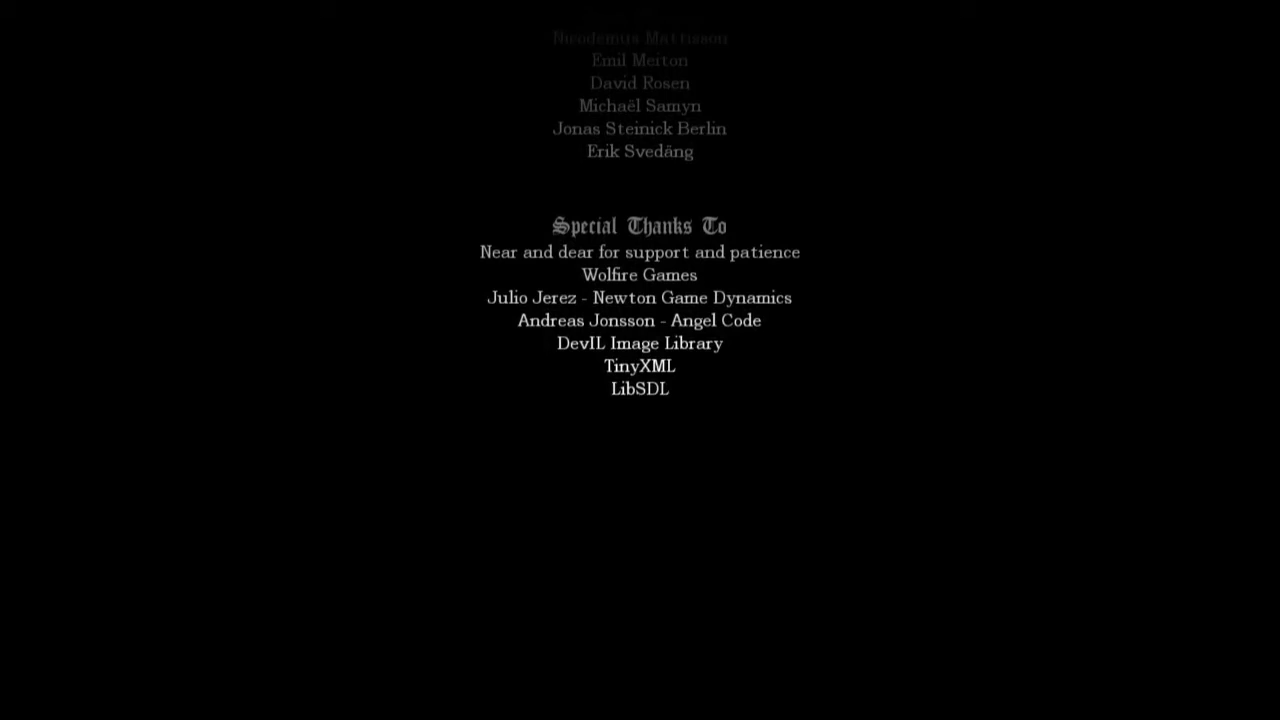 Nicodemus Mattisson
Emil Meiton
David Rosen
Michaël Samyn
Jonas Steinick Berlin
Erik Svedäng
Special Thanks To
Near and dear for support and patience
Wolfire Games
Julio Jerez - Newton Game Dynamics
Andreas Jonsson - Angel Code
DevIL Image Library
TinyXML
LibSDL